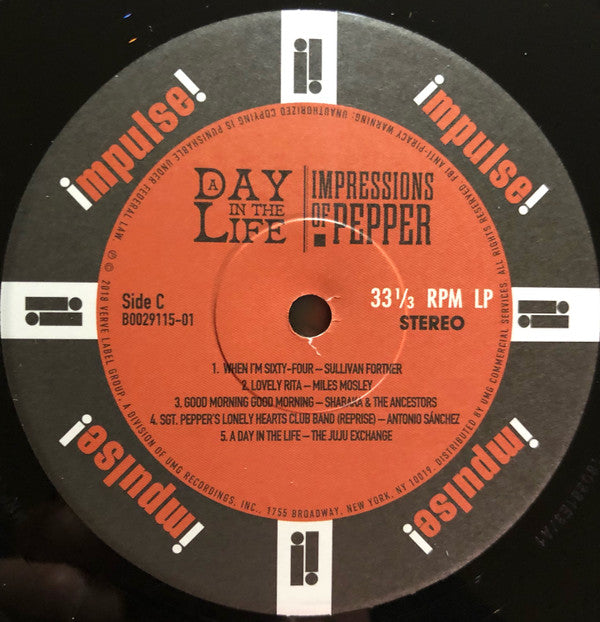 impulse!
impulse!
impulse!
impulse!
A
DAY
IN THE
LIFE
IMPRESSIONS
OF PEPPER
Side C
B0029115-01
33 1/3 RPM LP
STEREO
1. WHEN I'M SIXTY-FOUR – SULLIVAN FORTNER
2. LOVELY RITA – MILES MOSLEY
3. GOOD MORNING GOOD MORNING – SHABAKA & THE ANCESTORS
4. SGT. PEPPER'S LONELY HEARTS CLUB BAND (REPRISE) – ANTONIO SÁNCHEZ
5. A DAY IN THE LIFE – THE JUJU EXCHANGE
℗ © 2018 VERVE LABEL GROUP, A DIVISION OF UMG RECORDINGS, INC., 1755 BROADWAY, NEW YORK, NY 10019. DISTRIBUTED BY UMG COMMERCIAL SERVICES. ALL RIGHTS RESERVED. FBI ANTI-PIRACY WARNING: UNAUTHORIZED COPYING IS PUNISHABLE UNDER FEDERAL LAW.